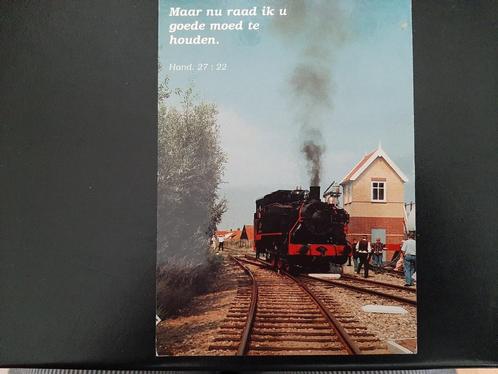 Maar nu raad ik u
goede moed te
houden.
Hand. 27 : 22